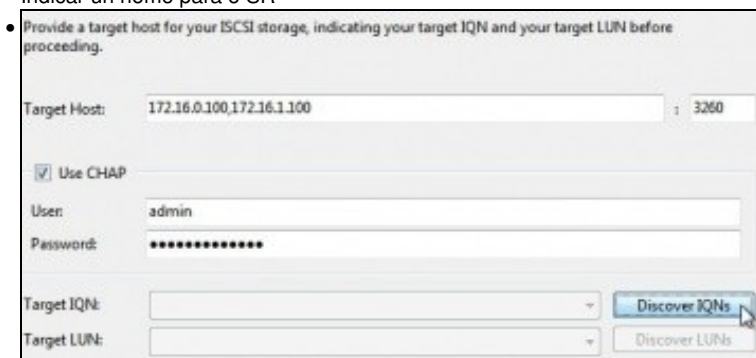 indicar un nome para o SR
Provide a target host for your ISCSI storage, indicating your target IQN and your target LUN before
proceeding.
Target Host: 172.16.0.100,172.16.1.100 : 3260
Use CHAP
User: admin
Password: •••••••••••••
Target IQN: Discover IQNs
Target LUN: Discover LUNs